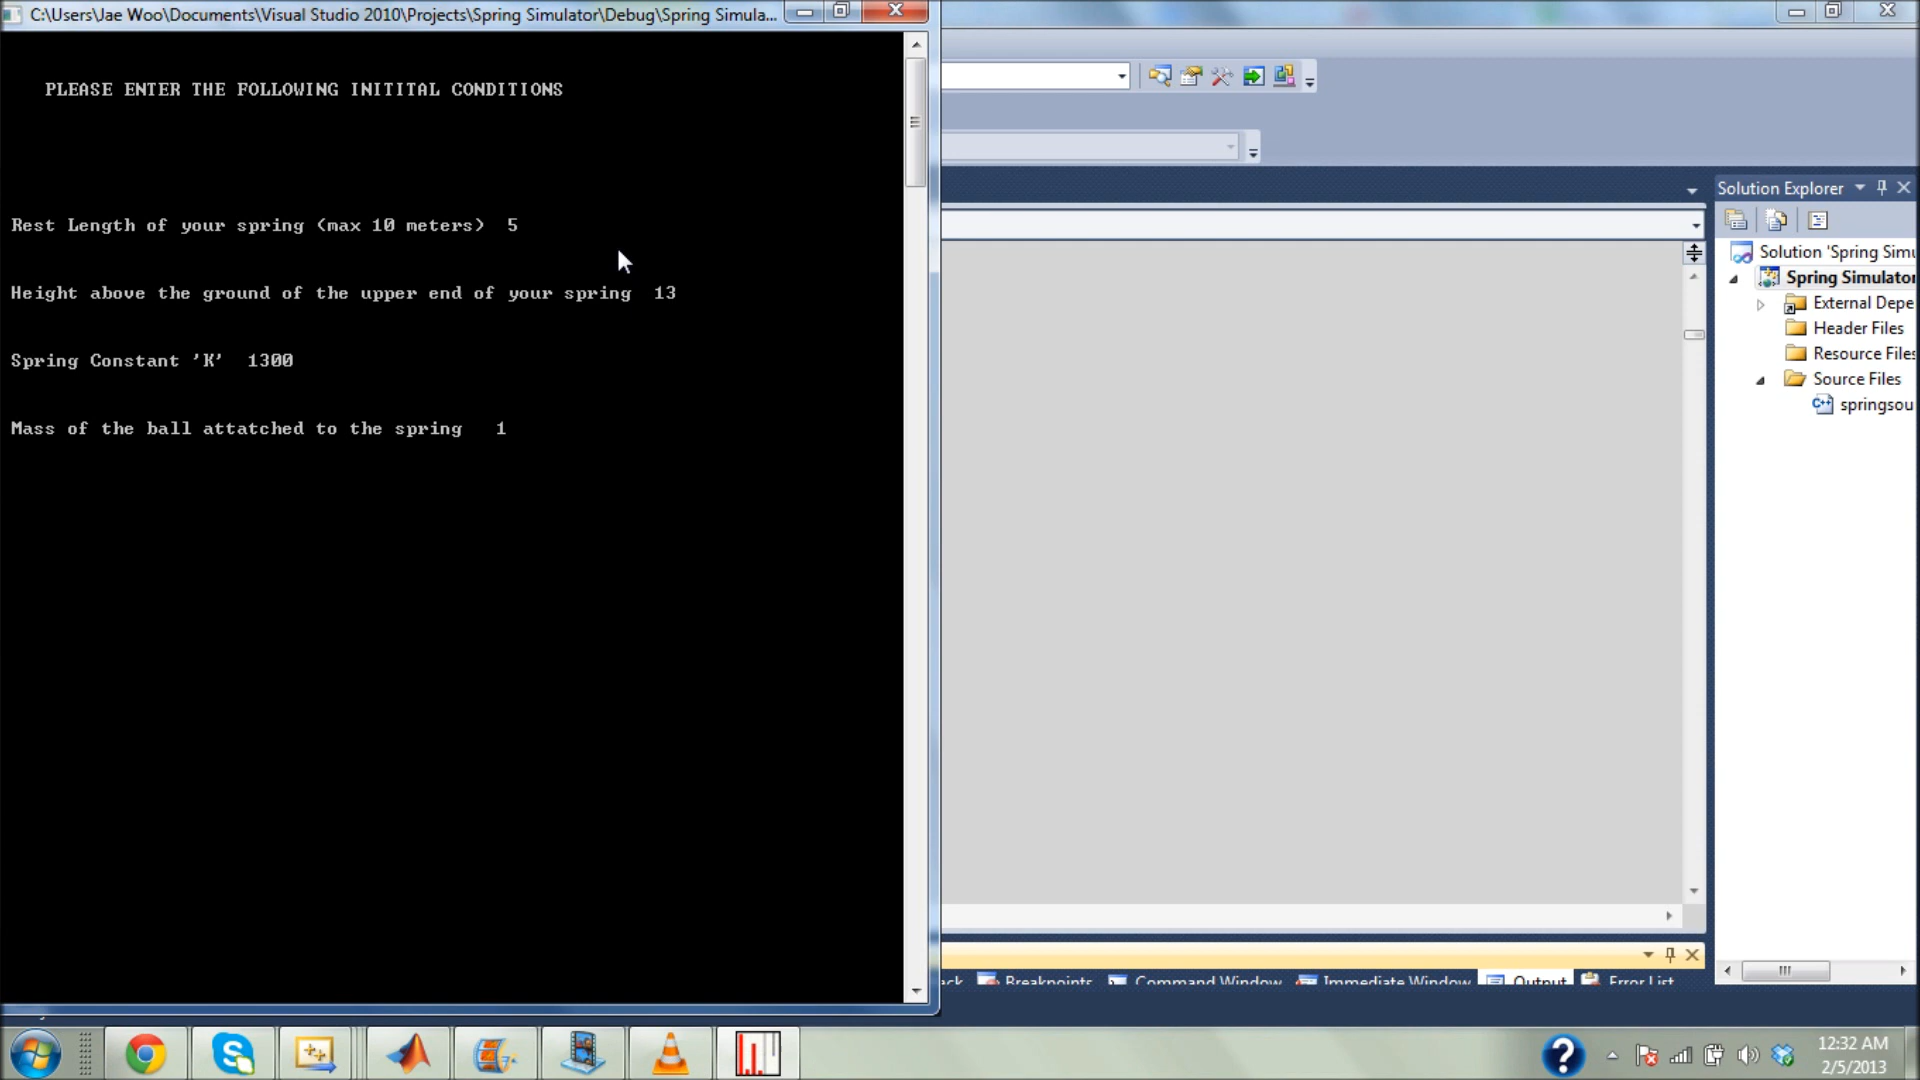 C:\Users\Jae Woo\Documents\Visual Studio 2010\Projects\Spring Simulator\Debug\Spring Simula...
PLEASE ENTER THE FOLLOWING INITITAL CONDITIONS
Rest Length of your spring (max 10 meters) 5
Height above the ground of the upper end of your spring 13
Spring Constant 'K' 1300
Mass of the ball attatched to the spring 1
Solution Explorer
Solution 'Spring Simu
Spring Simulator
External Depe
Header Files
Resource Files
Source Files
springsou
ack Breakpoints Command Window Immediate Window Output Error List
12:32 AM
2/5/2013